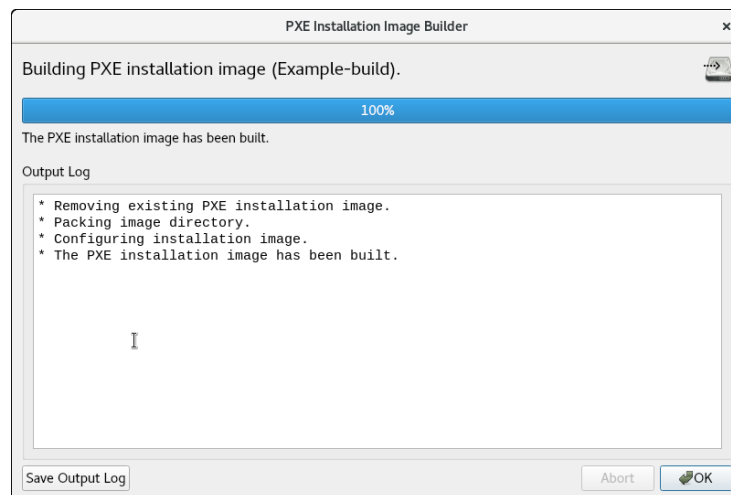 PXE Installation Image Builder
×
Building PXE installation image (Example-build).
100%
The PXE installation image has been built.
Output Log
* Removing existing PXE installation image.
* Packing image directory.
* Configuring installation image.
* The PXE installation image has been built.
Save Output Log
Abort
OK